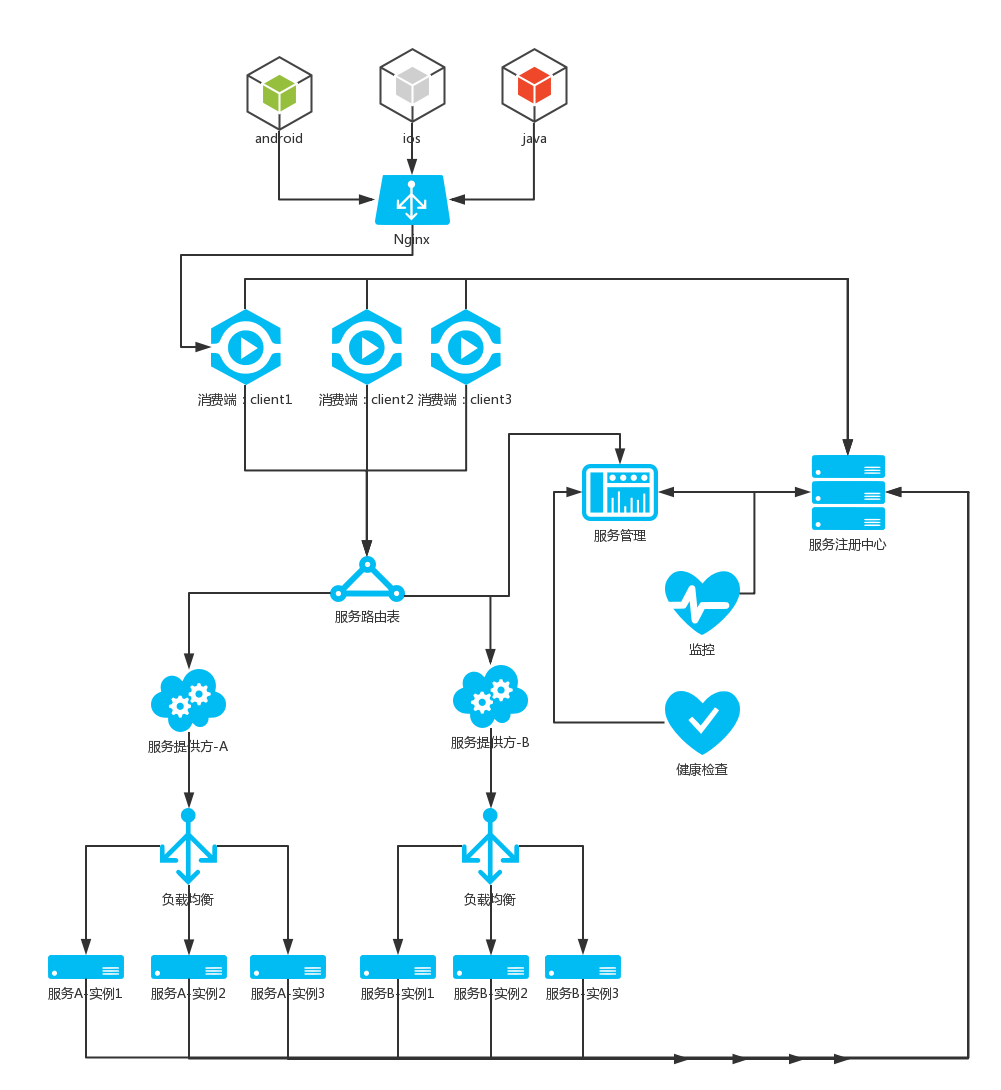 android
ios
java
Nginx
消费端：client1
消费端：client2
消费端：client3
服务管理
服务注册中心
服务路由表
监控
服务提供方-A
服务提供方-B
健康检查
负载均衡
负载均衡
服务A-实例1
服务A-实例2
服务A-实例3
服务B-实例1
服务B-实例2
服务B-实例3